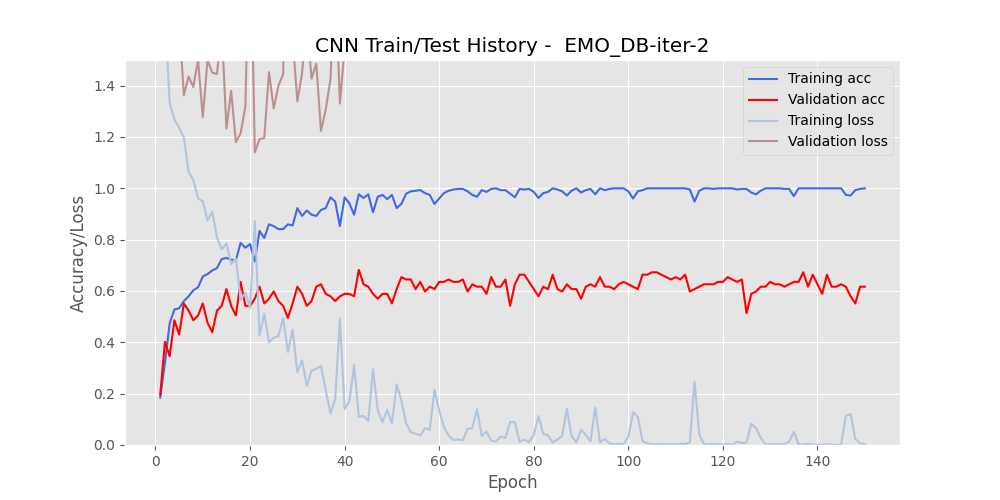 CNN Train/Test History -  EMO_DB-iter-2
Training acc
Validation acc
Training loss
Validation loss
Accuracy/Loss
1.4
1.2
1.0
0.8
0.6
0.4
0.2
0.0
0 20 40 60 80 100 120 140
Epoch